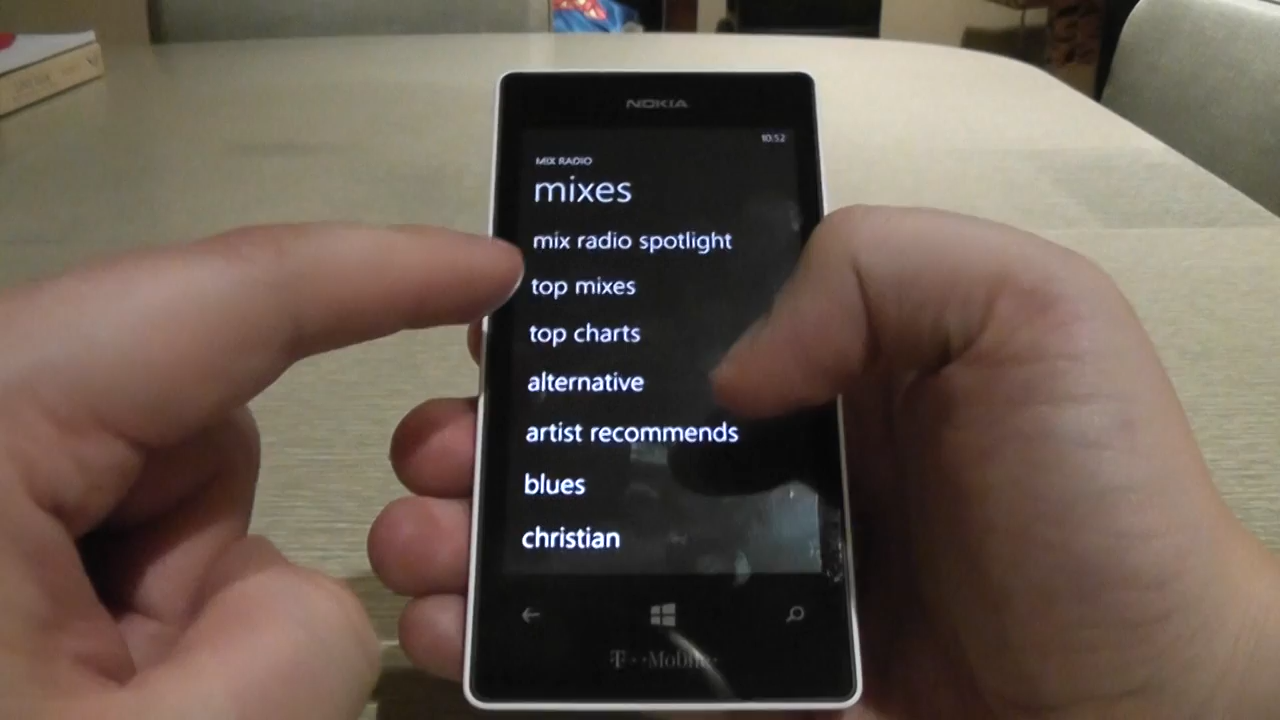 NOKIA
10:52
MIX RADIO
mixes
mix radio spotlight
top mixes
top charts
alternative
artist recommends
blues
christian
T··Mobile·